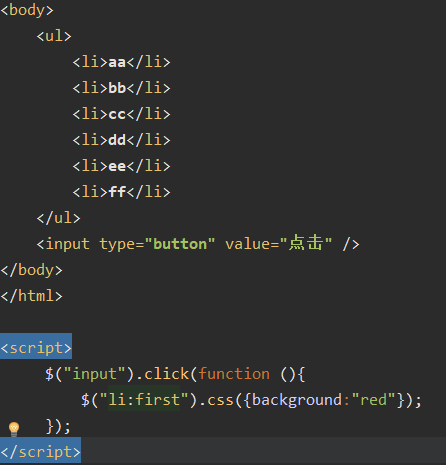 <body>
    <ul>
        <li>aa</li>
        <li>bb</li>
        <li>cc</li>
        <li>dd</li>
        <li>ee</li>
        <li>ff</li>
    </ul>
    <input type="button" value="点击" />
</body>
</html>

<script>
    $("input").click(function (){
        $("li:first").css({background:"red"});
    });
</script>